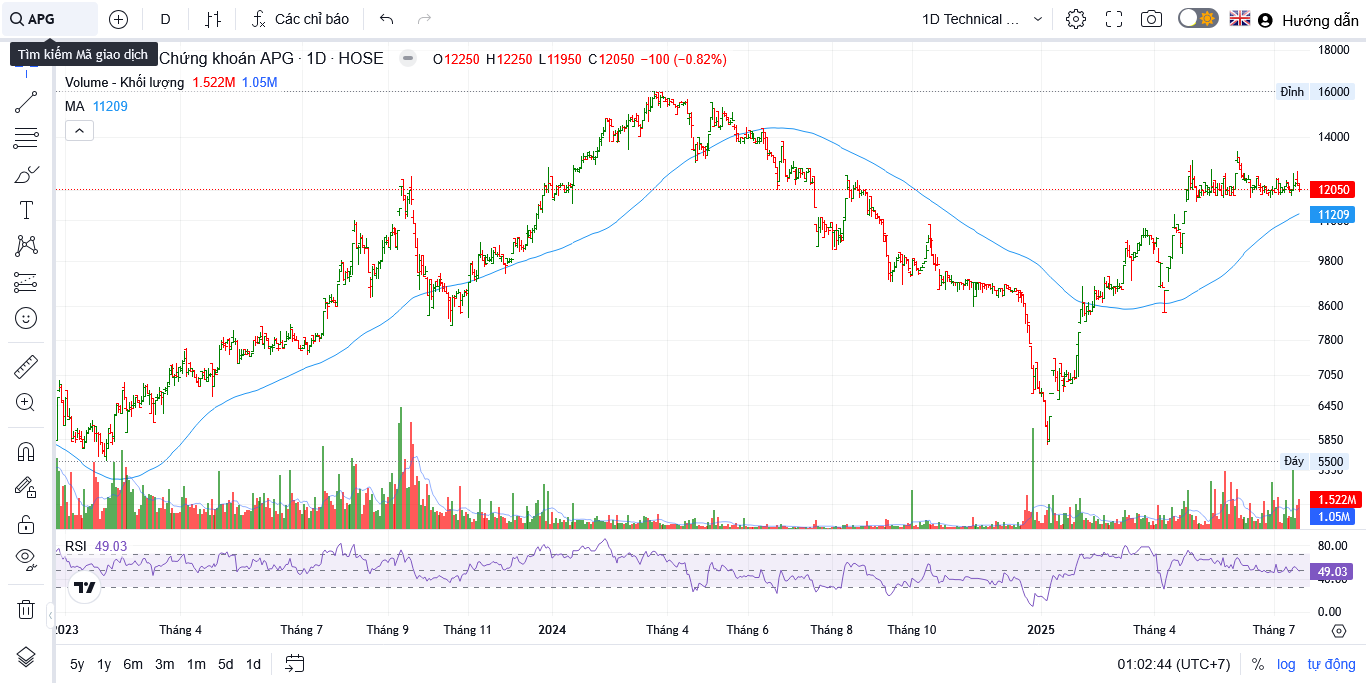 APG
D
Các chỉ báo
1D Technical ...
Hướng dẫn
Tìm kiếm Mã giao dịch
Chứng khoán APG · 1D · HOSE
O12250 H12250 L11950 C12050 −100 (−0.82%)
Volume - Khối lượng 1.522M 1.05M
MA 11209
18000
Đỉnh 16000
14000
12050
11209
9800
8600
7800
7050
6450
5850
Đáy 5500
1.522M
1.05M
RSI 49.03
80.00
49.03
40.00
0.00
2023
Tháng 4
Tháng 7
Tháng 9
Tháng 11
2024
Tháng 4
Tháng 6
Tháng 8
Tháng 10
2025
Tháng 4
Tháng 7
5y 1y 6m 3m 1m 5d 1d
01:02:44 (UTC+7)
%
log
tự động